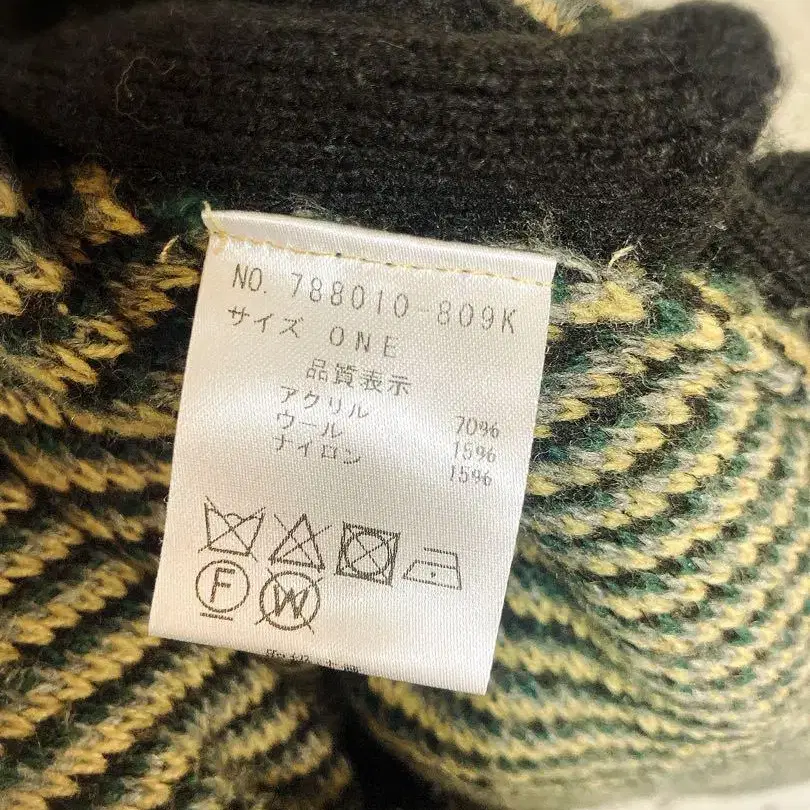 NO. 788010-809K
サイズ ONE
品質表示
アクリル 70%
ウール 15%
ナイロン 15%
F W